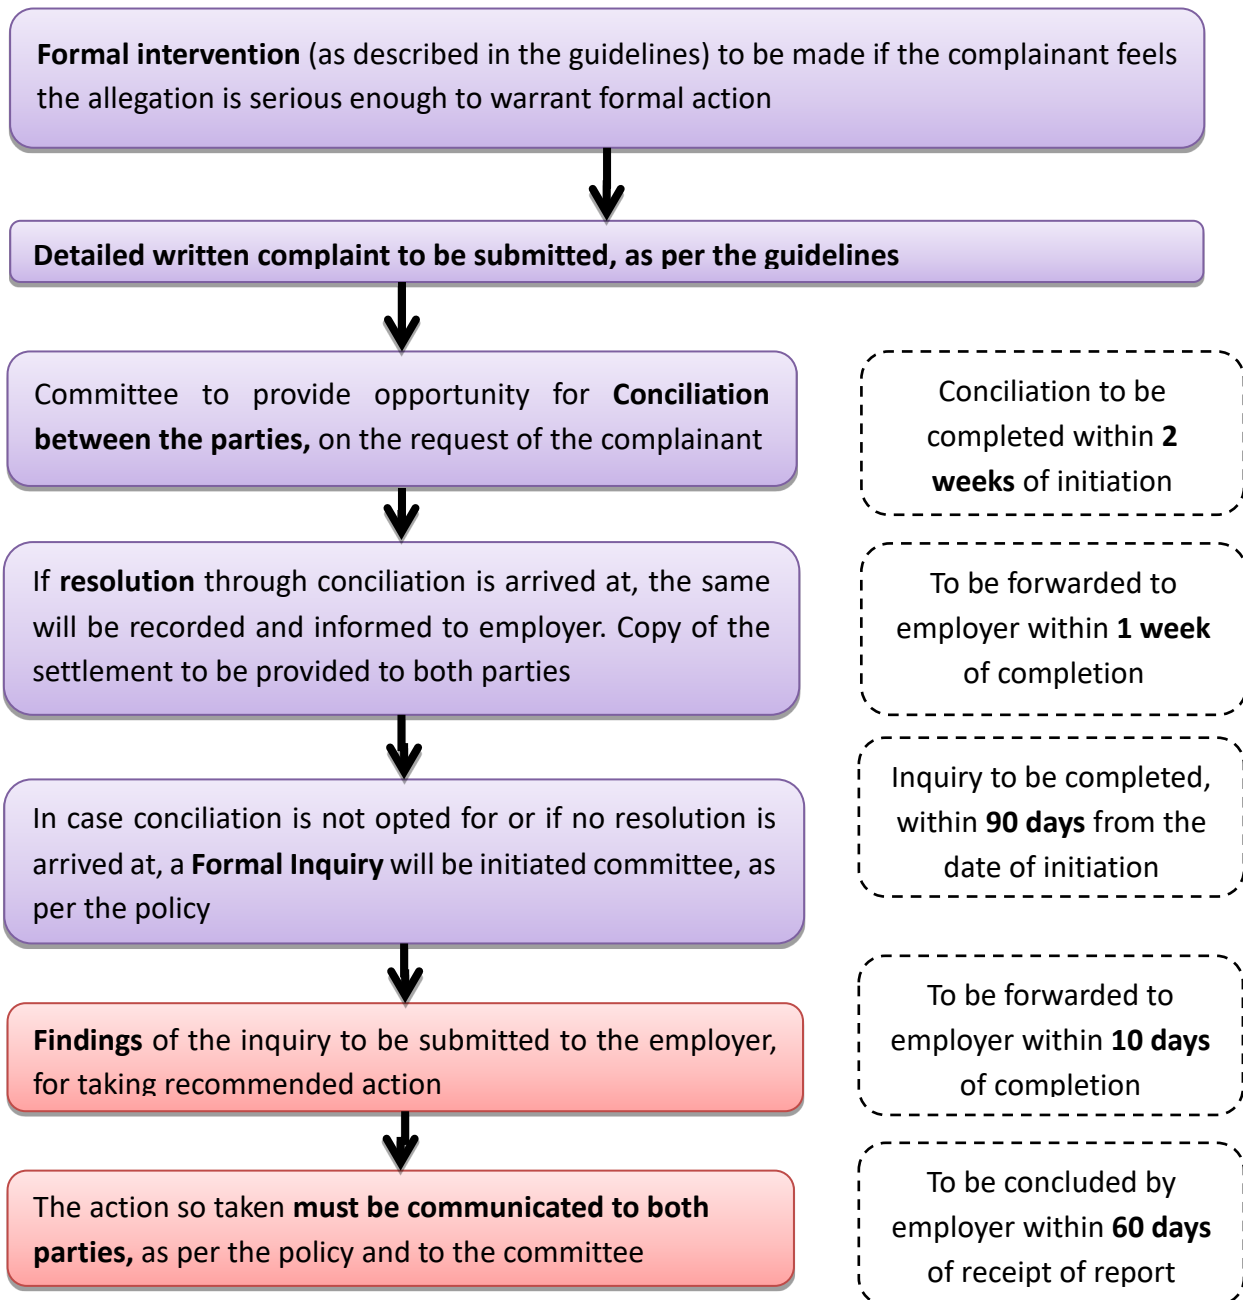 Formal intervention (as described in the guidelines) to be made if the complainant feels
the allegation is serious enough to warrant formal action
Detailed written complaint to be submitted, as per the guidelines
Committee to provide opportunity for Conciliation
between the parties, on the request of the complainant
Conciliation to be
completed within 2
weeks of initiation
If resolution through conciliation is arrived at, the same
will be recorded and informed to employer. Copy of the
settlement to be provided to both parties
To be forwarded to
employer within 1 week
of completion
In case conciliation is not opted for or if no resolution is
arrived at, a Formal Inquiry will be initiated committee, as
per the policy
Inquiry to be completed,
within 90 days from the
date of initiation
Findings of the inquiry to be submitted to the employer,
for taking recommended action
To be forwarded to
employer within 10 days
of completion
The action so taken must be communicated to both
parties, as per the policy and to the committee
To be concluded by
employer within 60 days
of receipt of report